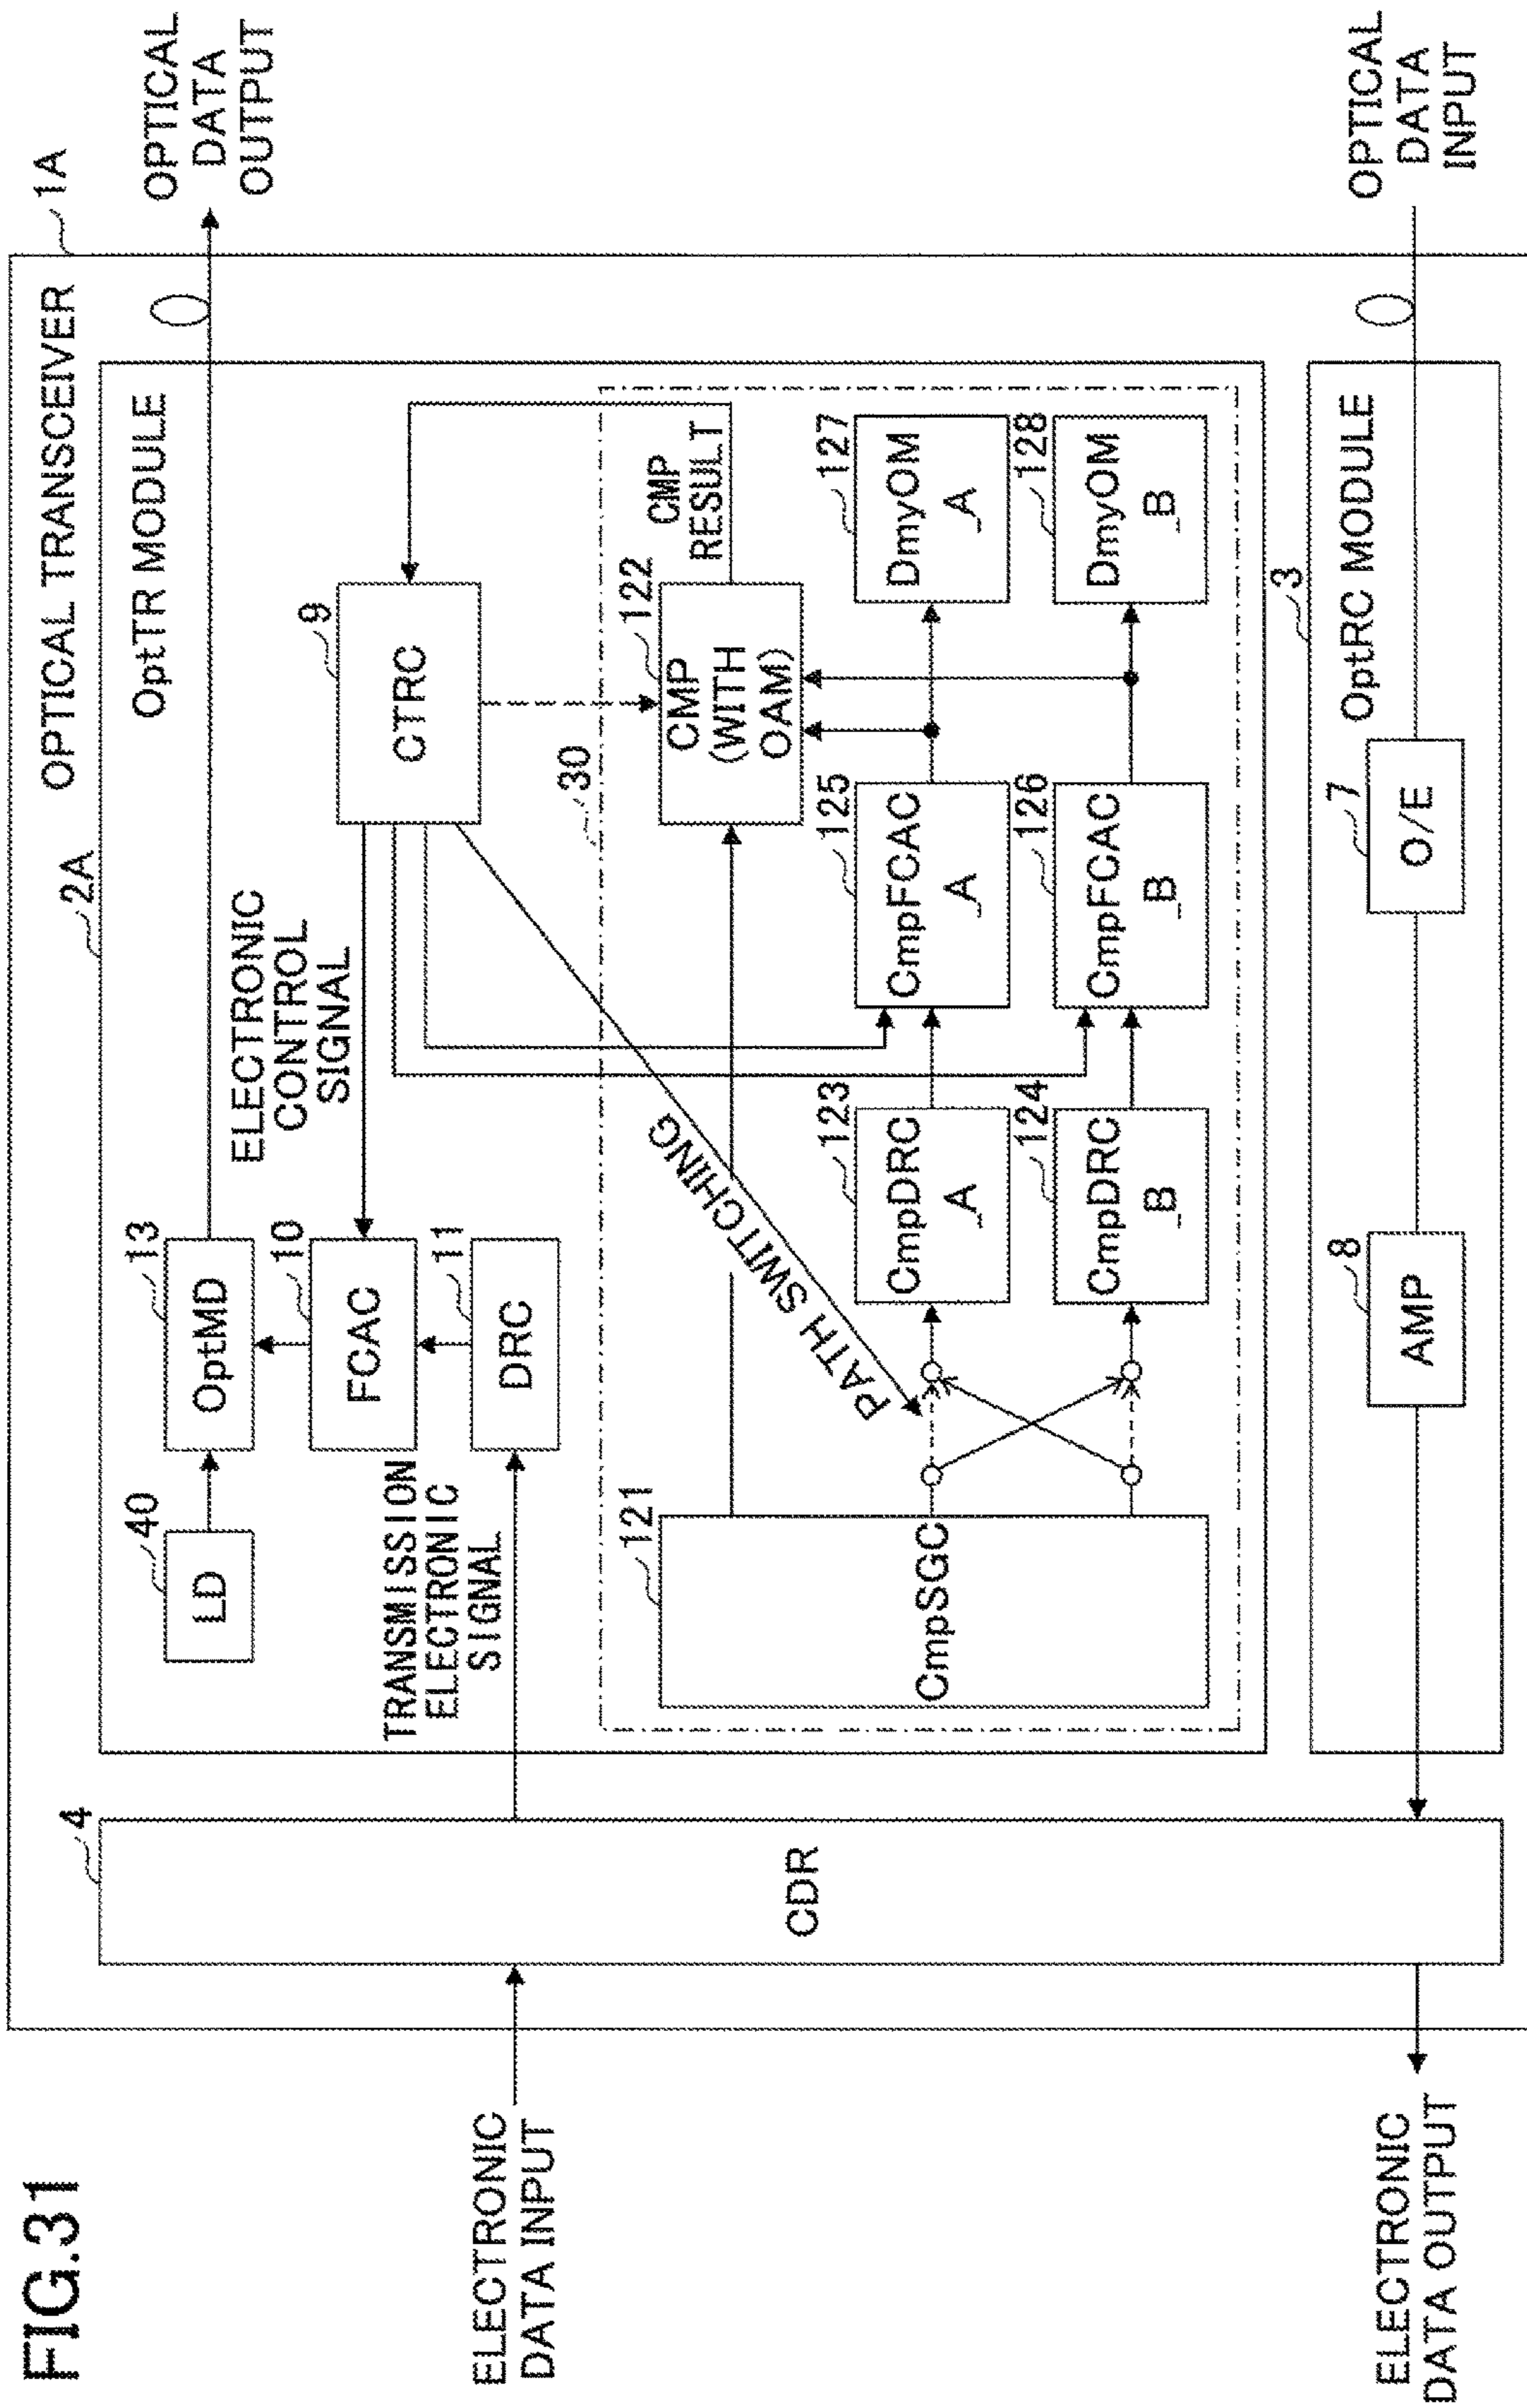 FIG.31
OPTICAL TRANSCEIVER
1A
2A
OptTR MODULE
40
LD
13
OptMD
10
FCAC
11
DRC
ELECTRONIC
CONTROL
SIGNAL
9
CTRC
OPTICAL
DATA
OUTPUT
TRANSMISSION
ELECTRONIC
SIGNAL
4
CDR
ELECTRONIC
DATA INPUT
30
121
CmpSGC
PATH SWITCHING
122
CMP
(WITH
OAM)
CMP
RESULT
123
CmpDRC
_A
125
CmpFCAC
_A
127
DmyOM
_A
124
CmpDRC
_B
126
CmpFCAC
_B
128
DmyOM
_B
3
OptRC MODULE
8
AMP
7
O/E
OPTICAL
DATA
INPUT
ELECTRONIC
DATA OUTPUT